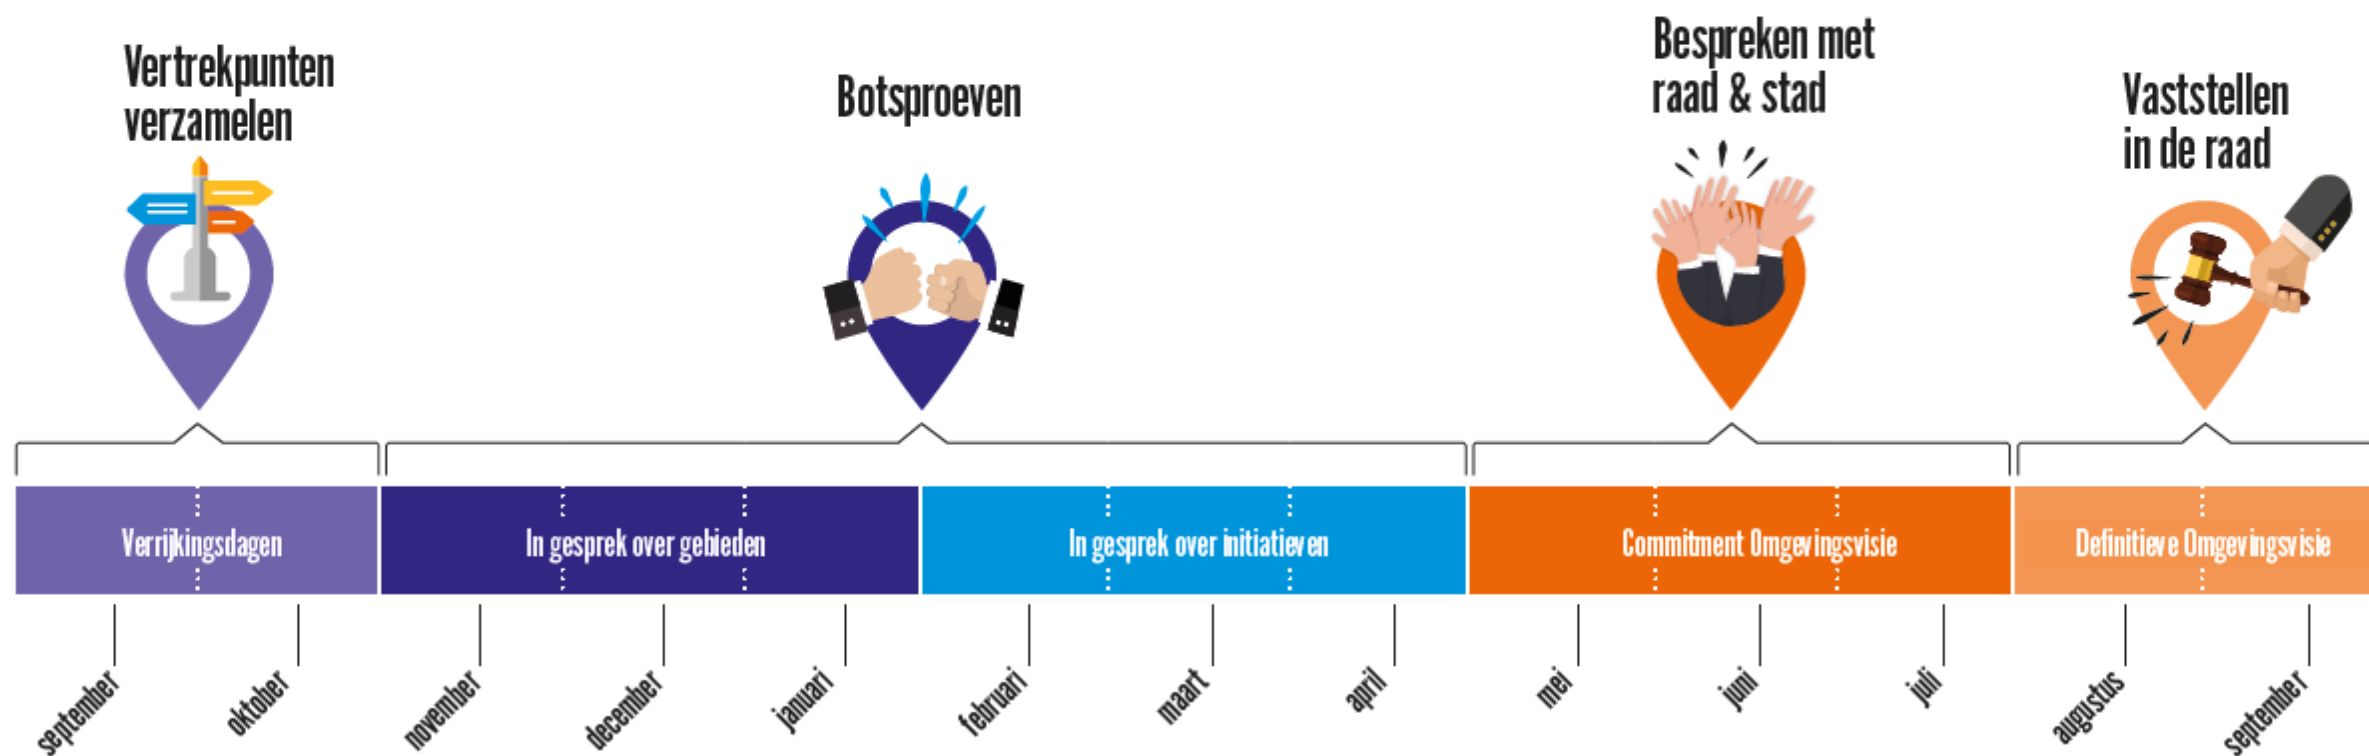 Vertrekpunten
verzamelen
Botsproeven
Bespreken met
raad & stad
Vaststellen
in de raad
Verrijkingsdagen
In gesprek over gebieden
In gesprek over initiatieven
Commitment Omgevingsvisie
Definitieve Omgevingsvisie
september
oktober
november
december
januari
februari
maart
april
mei
juni
juli
augustus
september